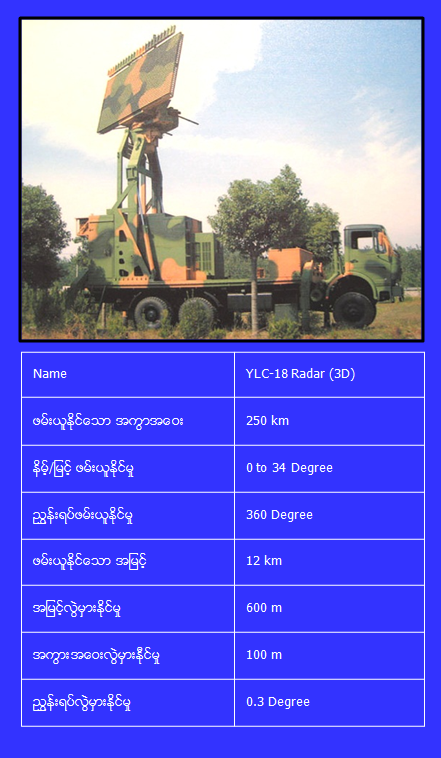 Name YLC-18 Radar (3D)
ဖမ်းယူနိုင်သော အကွာအဝေး 250 km
နိမ့်/မြင့် ဖမ်းယူနိုင်မှု 0 to 34 Degree
ညွှန်းရပ်ဖမ်းယူနိုင်မှု 360 Degree
ဖမ်းယူနိုင်သော အမြင့် 12 km
အမြင့်လွဲမှားနိုင်မှု 600 m
အကွားအဝေးလွဲမှားနိုင်မှု 100 m
ညွှန်းရပ်လွဲမှားနိုင်မှု 0.3 Degree